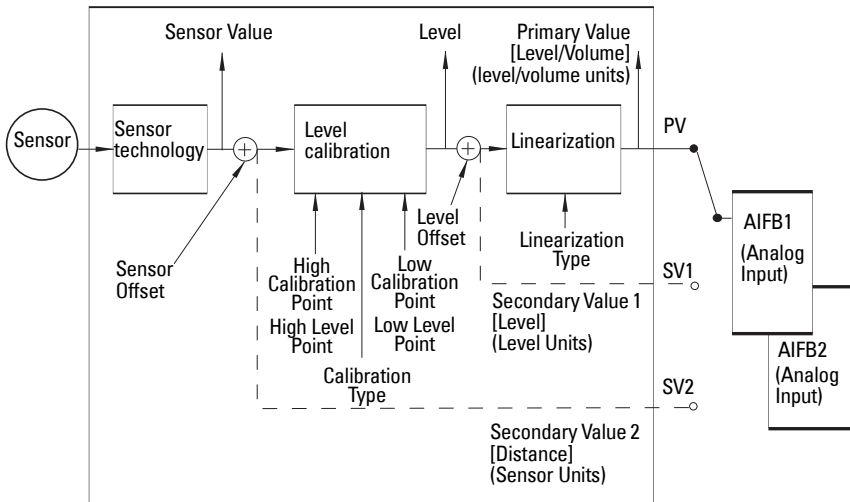 Sensor Value
Level
Primary Value
[Level/Volume]
(level/volume units)
Sensor
Sensor
technology
+
Level
calibration
+
Linearization
PV
Sensor
Offset
High
Calibration
Point
High Level
Point
Low
Calibration
Point
Low Level
Point
Calibration
Type
Level
Offset
Linearization
Type
SV1
Secondary Value 1
[Level]
(Level Units)
SV2
Secondary Value 2
[Distance]
(Sensor Units)
AIFB1
(Analog
Input)
AIFB2
(Analog
Input)